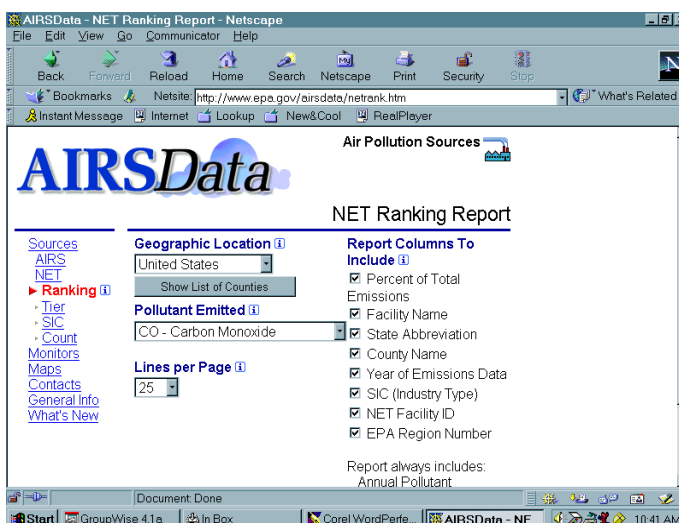 AIRSData - NET Ranking Report - Netscape
File Edit View Go Communicator Help
Back Forward Reload Home Search Netscape Print Security Stop
My
N
Bookmarks Netsite: http://www.epa.gov/airsdata/netrank.htm What's Related
Instant Message Internet Lookup New&Cool RealPlayer
AIRSData
Air Pollution Sources
NET Ranking Report
Sources
AIRS
NET
Ranking
Tier
SIC
Count
Monitors
Maps
Contacts
General Info
What's New
Geographic Location
United States
Show List of Counties
Pollutant Emitted
CO - Carbon Monoxide
Lines per Page
25
Report Columns To
Include
Percent of Total
Emissions
Facility Name
State Abbreviation
County Name
Year of Emissions Data
SIC (Industry Type)
NET Facility ID
EPA Region Number
Report always includes:
Annual Pollutant
Document: Done
Start GroupWise 4.1a In Box Corel WordPerfe... AIRSData - NE... 10:41 AM